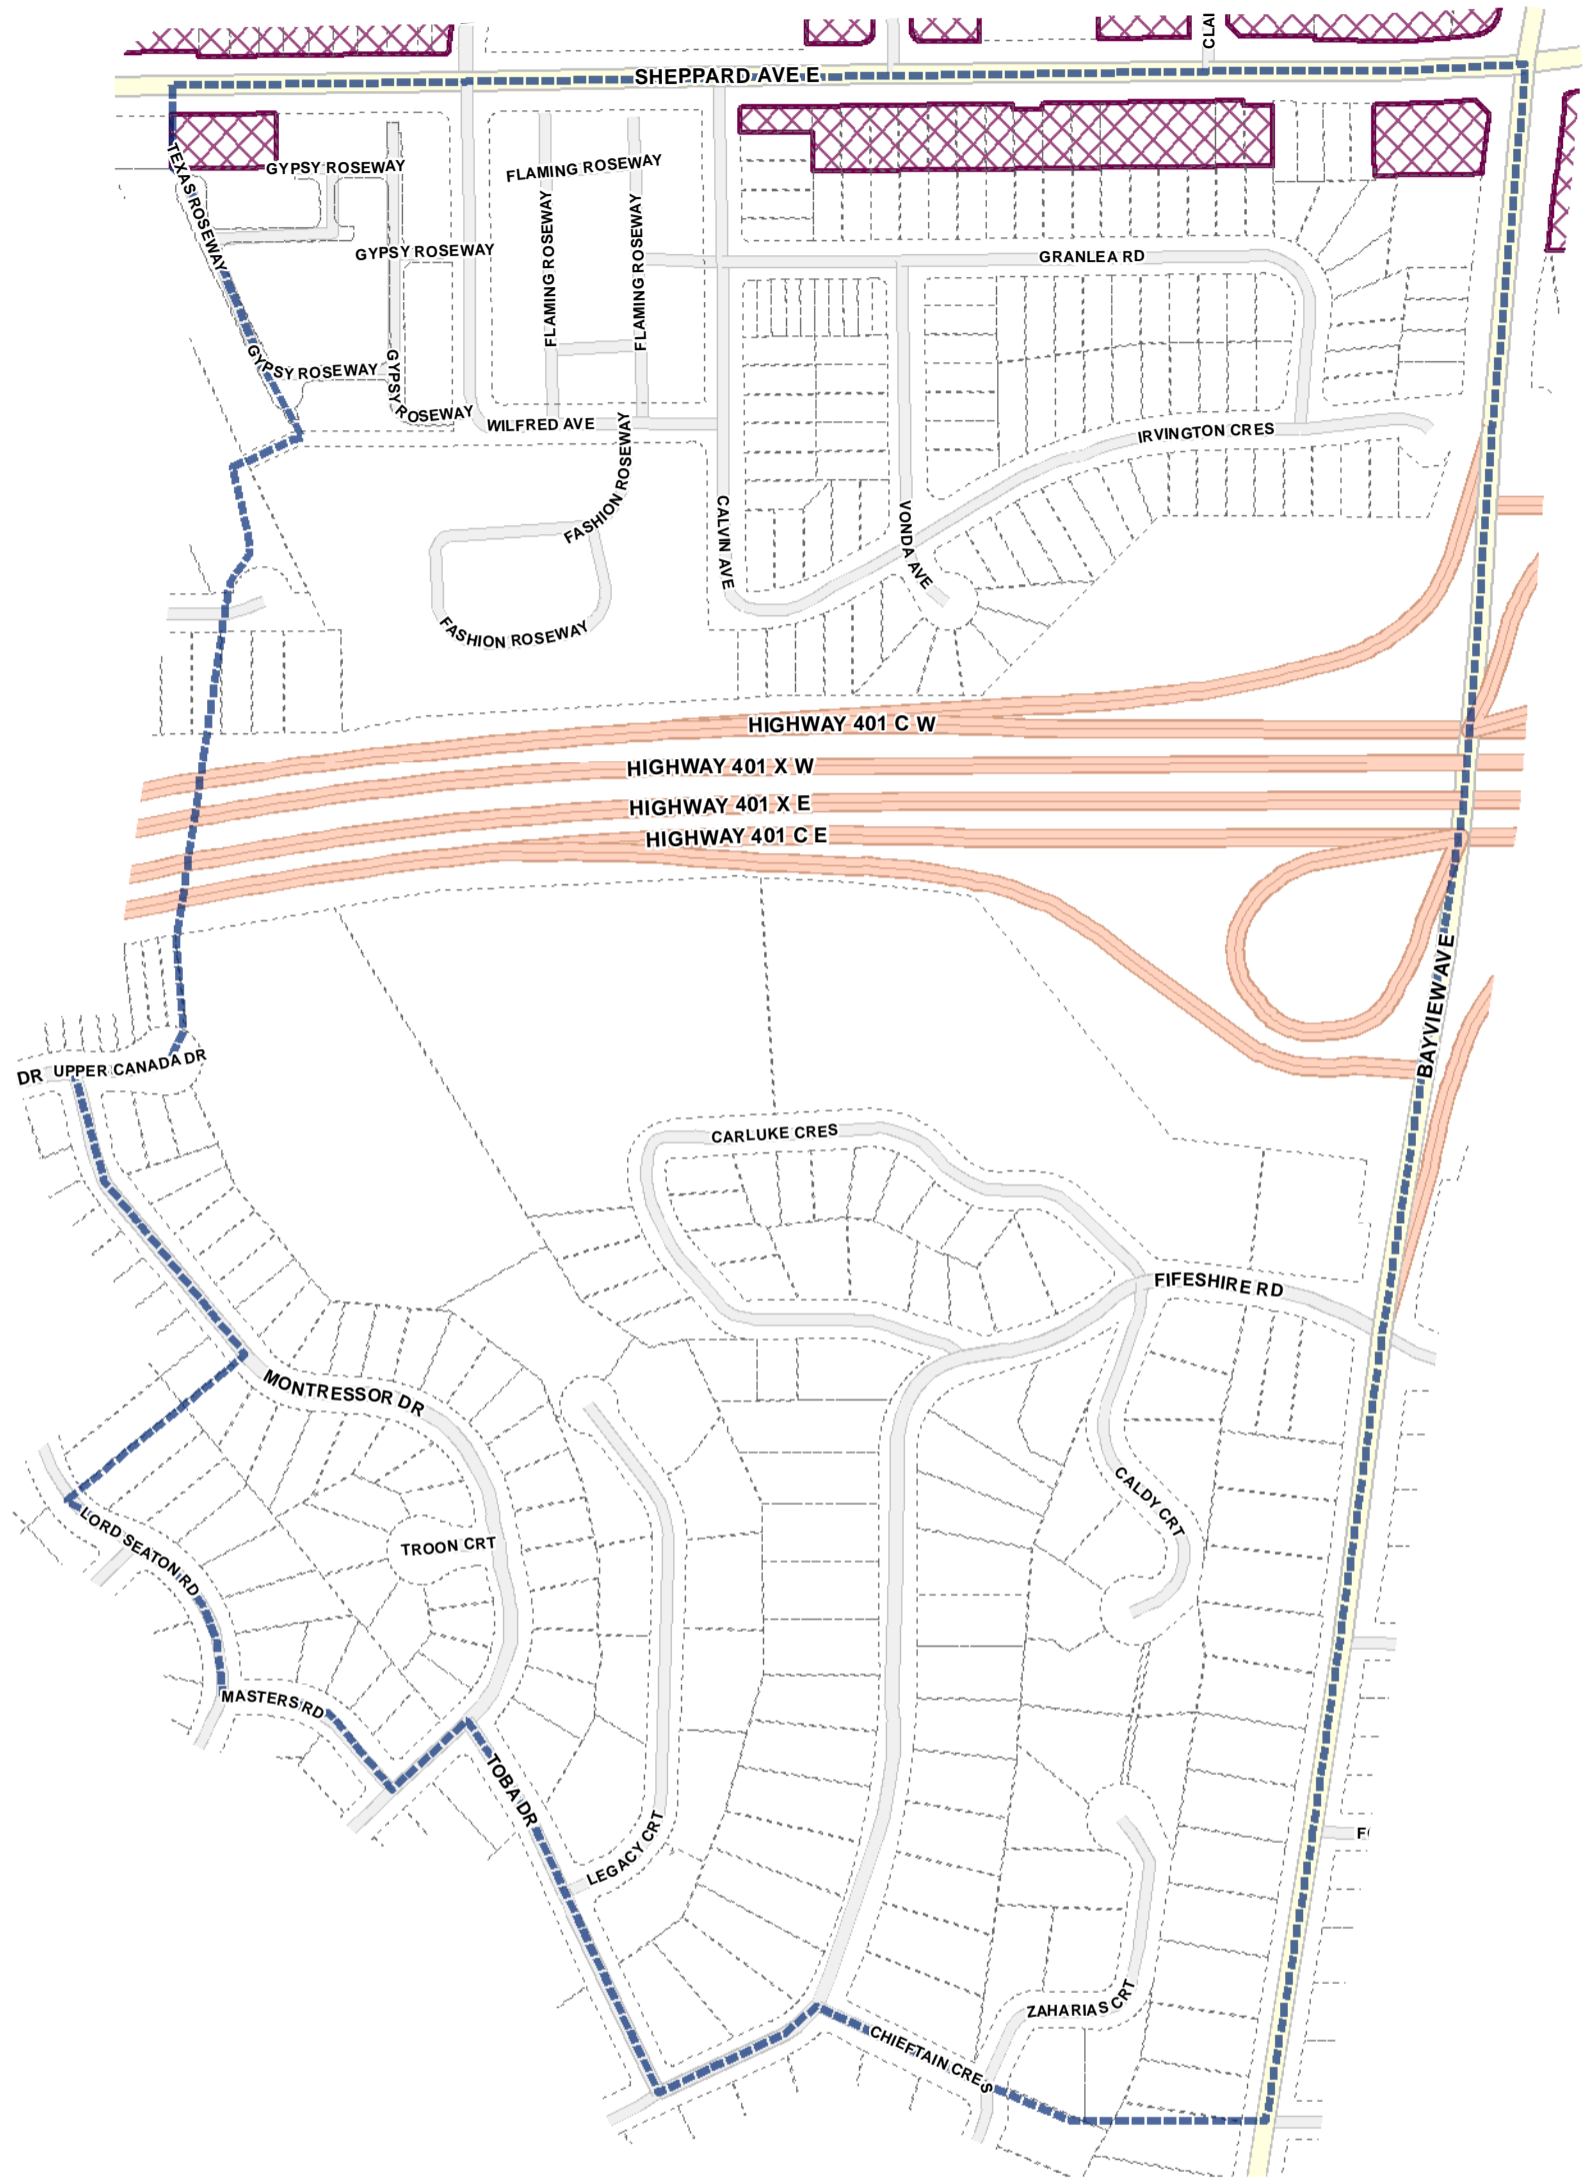 CLAI
SHEPPARD AVE E
TEXAS ROSEWAY
GYPSY ROSEWAY
FLAMING ROSEWAY
FLAMING ROSEWAY
FLAMING ROSEWAY
GYPSY ROSEWAY
GRANLEA RD
GYPSY ROSEWAY
GYPSY ROSEWAY
WILFRED AVE
IRVINGTON CRES
FASHION ROSEWAY
CALVIN AVE
VONDA AVE
FASHION ROSEWAY
HIGHWAY 401 C W
HIGHWAY 401 X W
HIGHWAY 401 X E
HIGHWAY 401 C E
BAYVIEW AVE
DR
UPPER CANADA DR
CARLUKE CRES
FIFESHIRE RD
MONTRESSOR DR
CALDY CRT
LORD SEATON RD
TROON CRT
MASTERS RD
TOBA DR
LEGACY CRT
F
ZAHARIAS CRT
CHIEFTAIN CRES